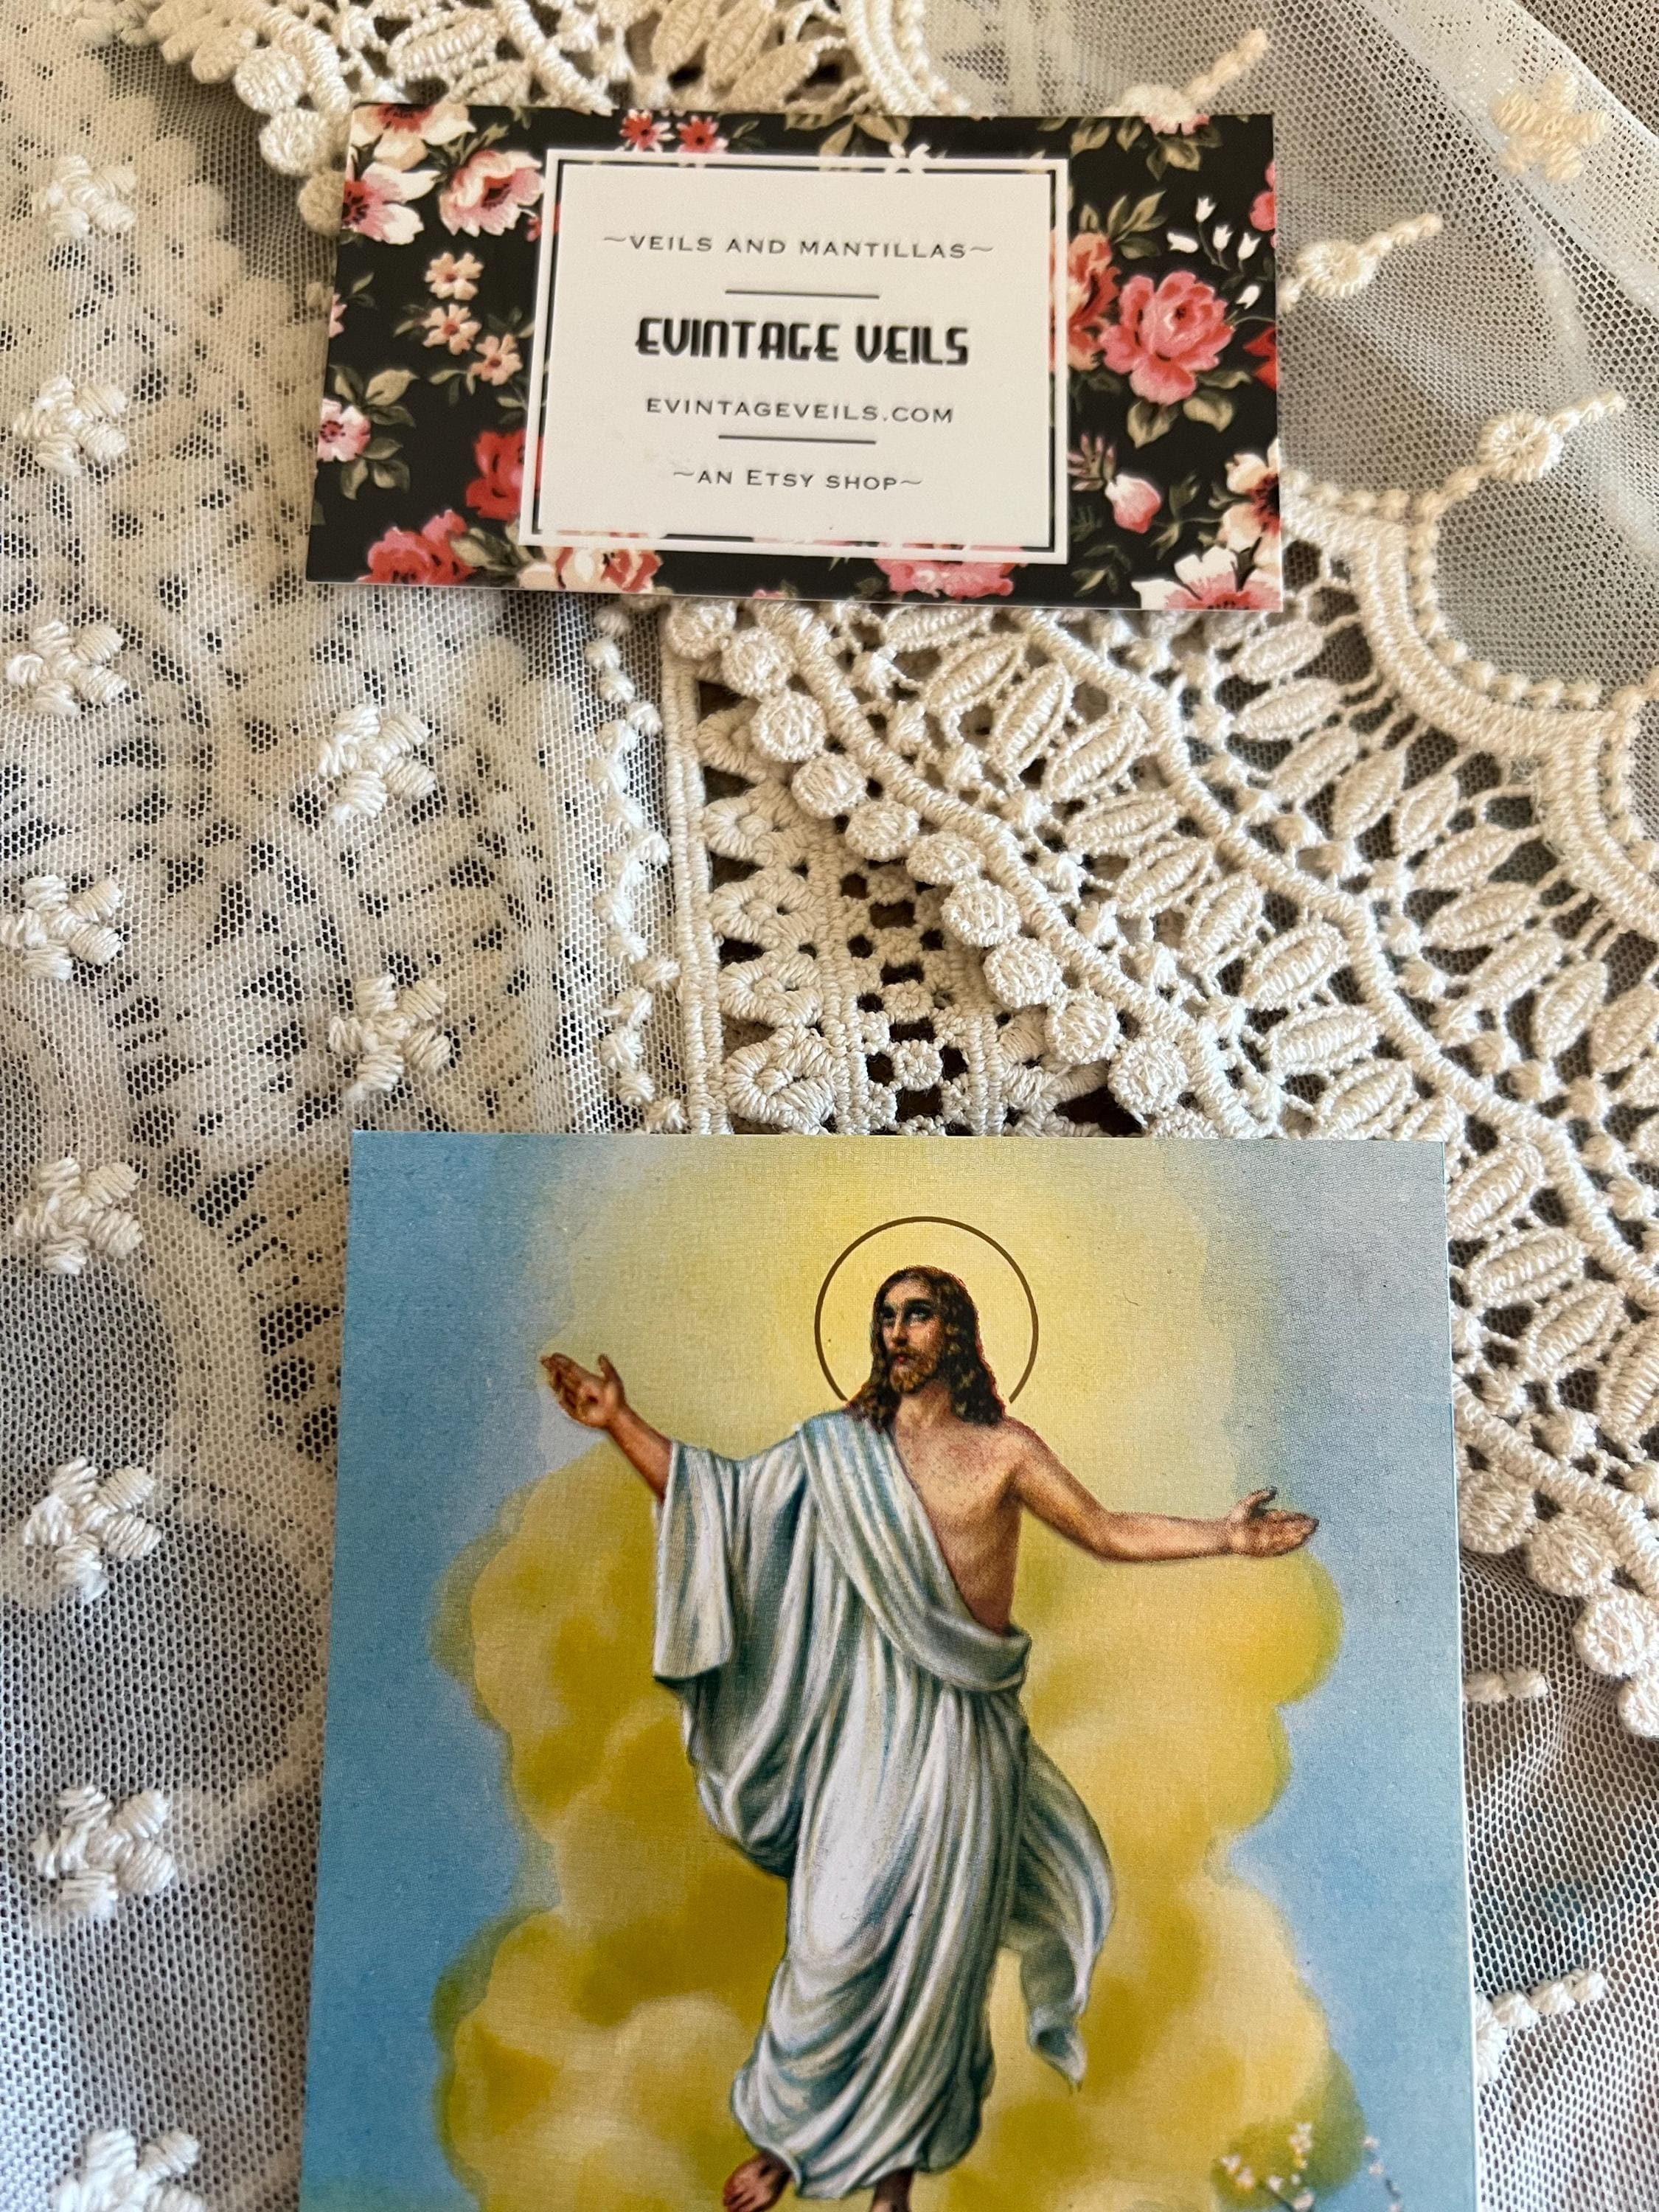 ~VEILS AND MANTILLAS~
EVINTAGE VEILS
EVINTAGEVEILS.COM
~AN ETSY SHOP~